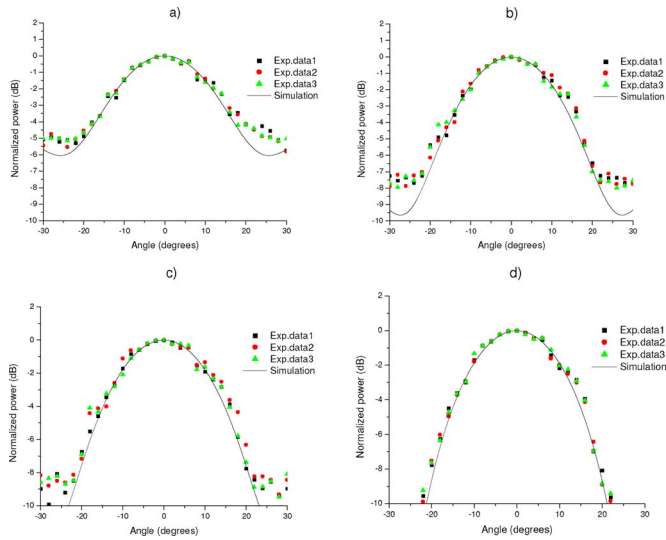 a)
2
1
0
-1
-2
-3
-4
-5
-6
-7
-8
-9
-10
Normalized power (dB)
-30 -20 -10 0 10 20 30
Angle (degrees)
Exp.data1
Exp.data2
Exp.data3
Simulation
b)
2
1
0
-1
-2
-3
-4
-5
-6
-7
-8
-9
-10
Normalized power (dB)
-30 -20 -10 0 10 20 30
Angle (degrees)
Exp.data1
Exp.data2
Exp.data3
Simulation
c)
2
0
-2
-4
-6
-8
-10
Normalized power (dB)
-30 -20 -10 0 10 20 30
Angle (degrees)
Exp.data1
Exp.data2
Exp.data3
Simulation
d)
2
0
-2
-4
-6
-8
-10
Normalized power (dB)
-30 -20 -10 0 10 20 30
Angle (degrees)
Exp.data1
Exp.data2
Exp.data3
Simulation